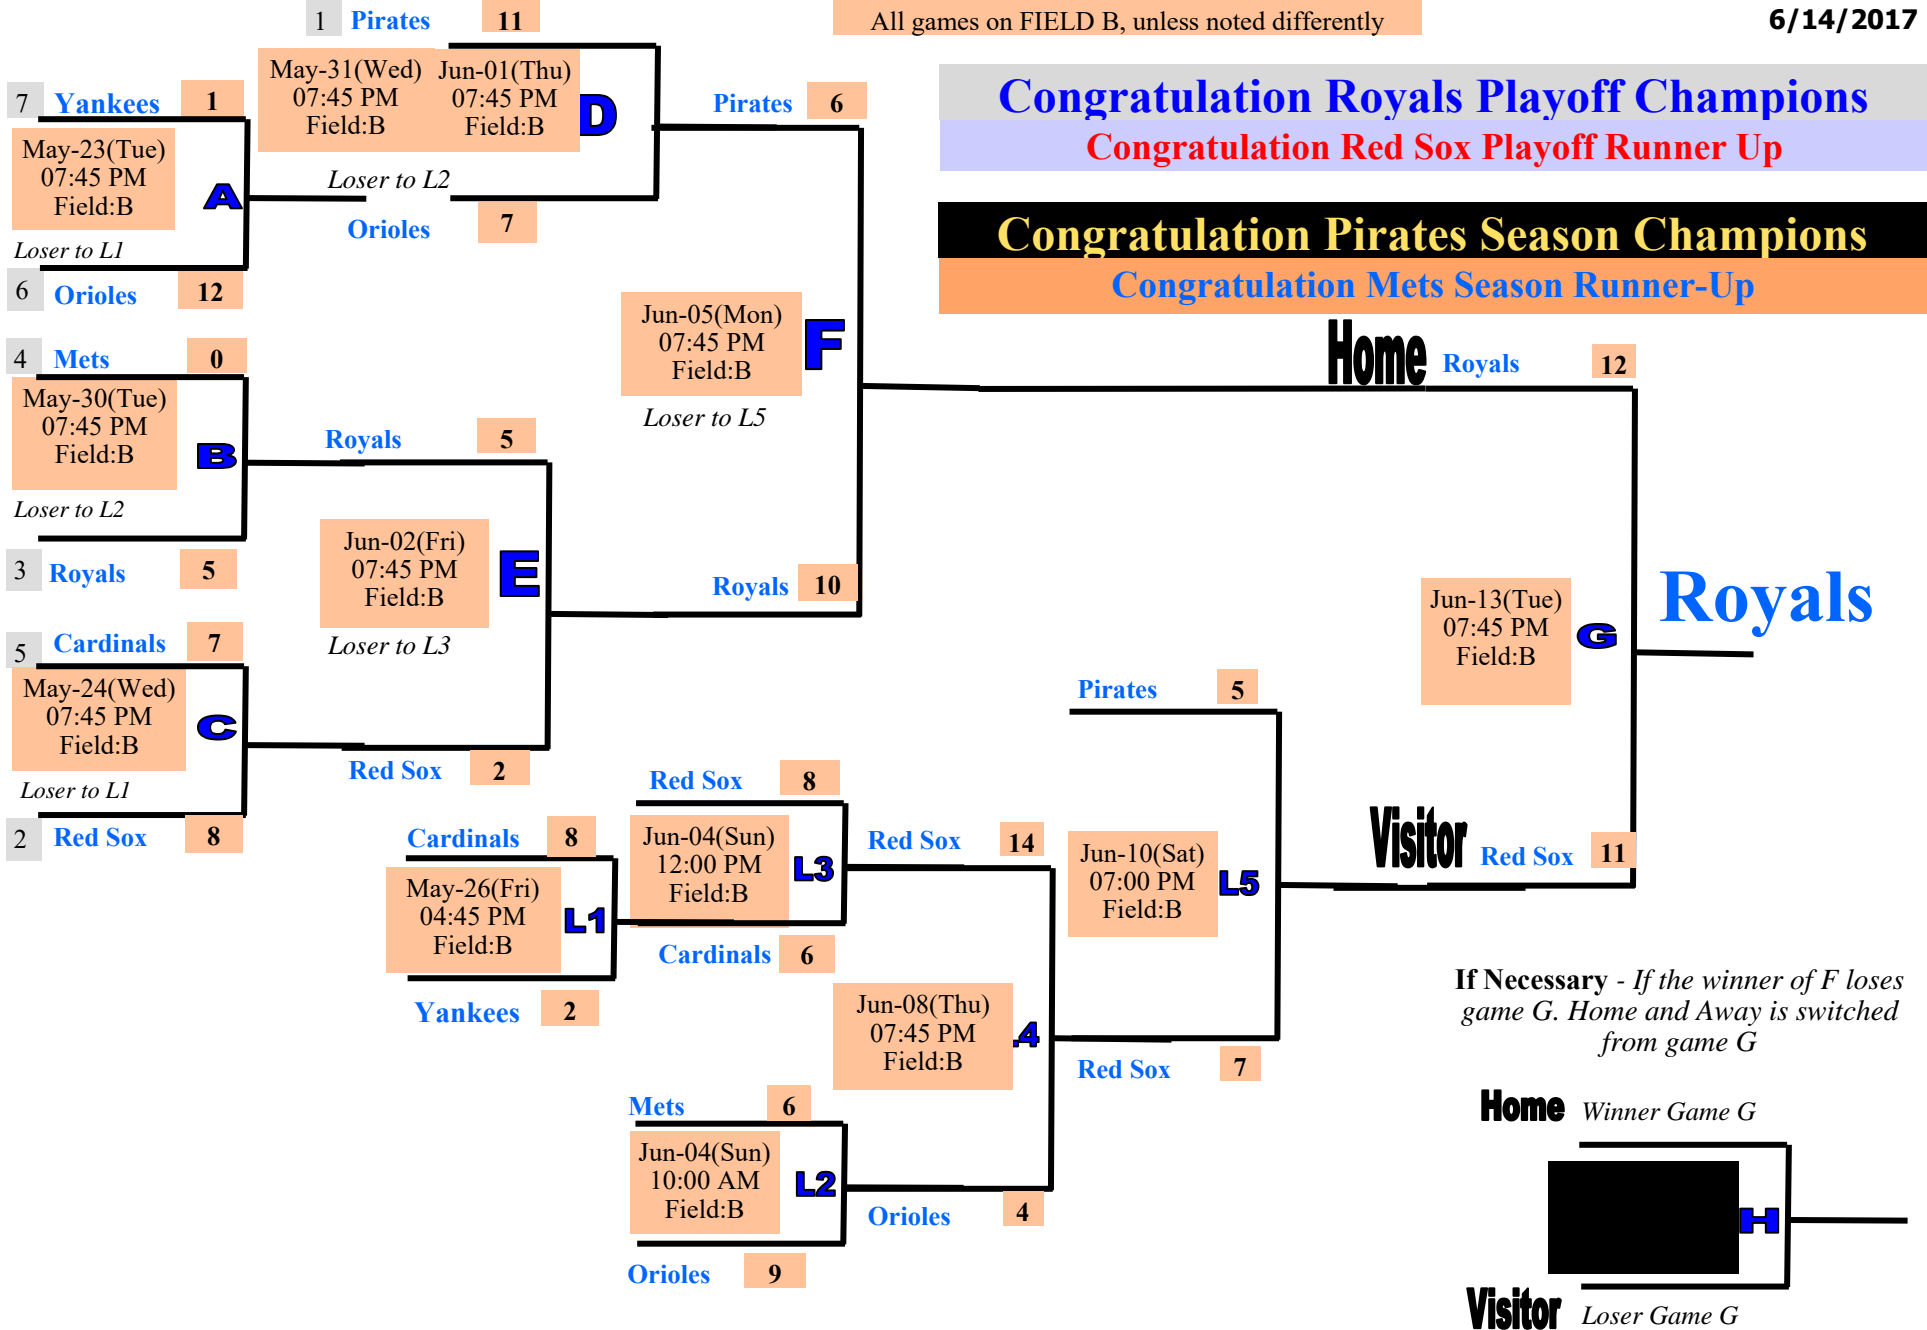 1 Pirates 11
All games on FIELD B, unless noted differently
6/14/2017
May-31(Wed)
07:45 PM
Field:B
Jun-01(Thu)
07:45 PM
Field:B
D
Loser to L2
Orioles 7
7 Yankees 1
May-23(Tue)
07:45 PM
Field:B
A
Loser to L1
6 Orioles 12
Pirates 6
Congratulation Royals Playoff Champions
Congratulation Red Sox Playoff Runner Up
Congratulation Pirates Season Champions
Congratulation Mets Season Runner-Up
4 Mets 0
May-30(Tue)
07:45 PM
Field:B
B
Loser to L2
3 Royals 5
Jun-05(Mon)
07:45 PM
Field:B
F
Loser to L5
Home Royals 12
Royals 5
Jun-02(Fri)
07:45 PM
Field:B
E
Loser to L3
Royals 10
5 Cardinals 7
May-24(Wed)
07:45 PM
Field:B
C
Loser to L1
2 Red Sox 8
Red Sox 2
Jun-13(Tue)
07:45 PM
Field:B
G
Royals
Pirates 5
Red Sox 8
Jun-04(Sun)
12:00 PM
Field:B
L3
Cardinals 6
Cardinals 8
May-26(Fri)
04:45 PM
Field:B
L1
Yankees 2
Red Sox 14
Jun-10(Sat)
07:00 PM
Field:B
L5
Visitor Red Sox 11
Jun-08(Thu)
07:45 PM
Field:B
L4
Red Sox 7
Mets 6
Jun-04(Sun)
10:00 AM
Field:B
L2
Orioles 4
Orioles 9
If Necessary - If the winner of F loses
game G. Home and Away is switched
from game G
Home Winner Game G
H
Visitor Loser Game G